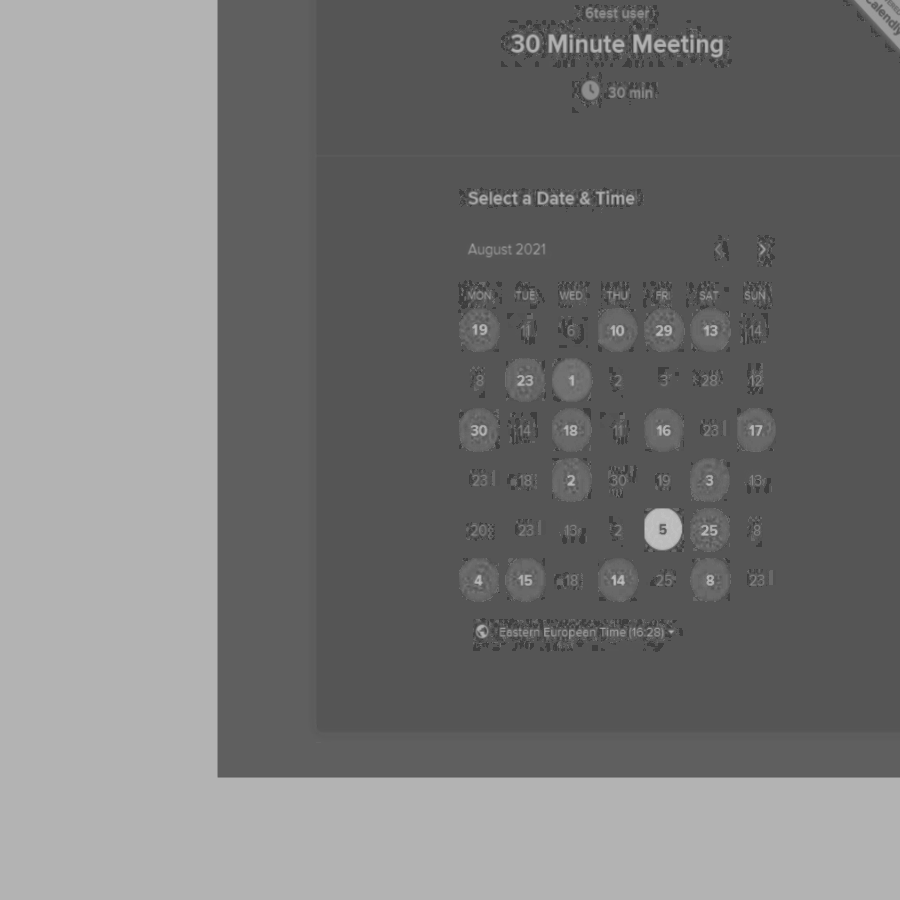 6test user
30 Minute Meeting
30 min
Calendly
Select a Date & Time
August 2021
MON TUE WED THU FRI SAT SUN
19 11 6 10 29 13 14
8 23 1 2 3 28 12
30 14 18 11 16 23 17
23 18 2 30 19 3 13
20 23 13 2 5 25 8
4 15 18 14 25 8 23
Eastern European Time (16:28)